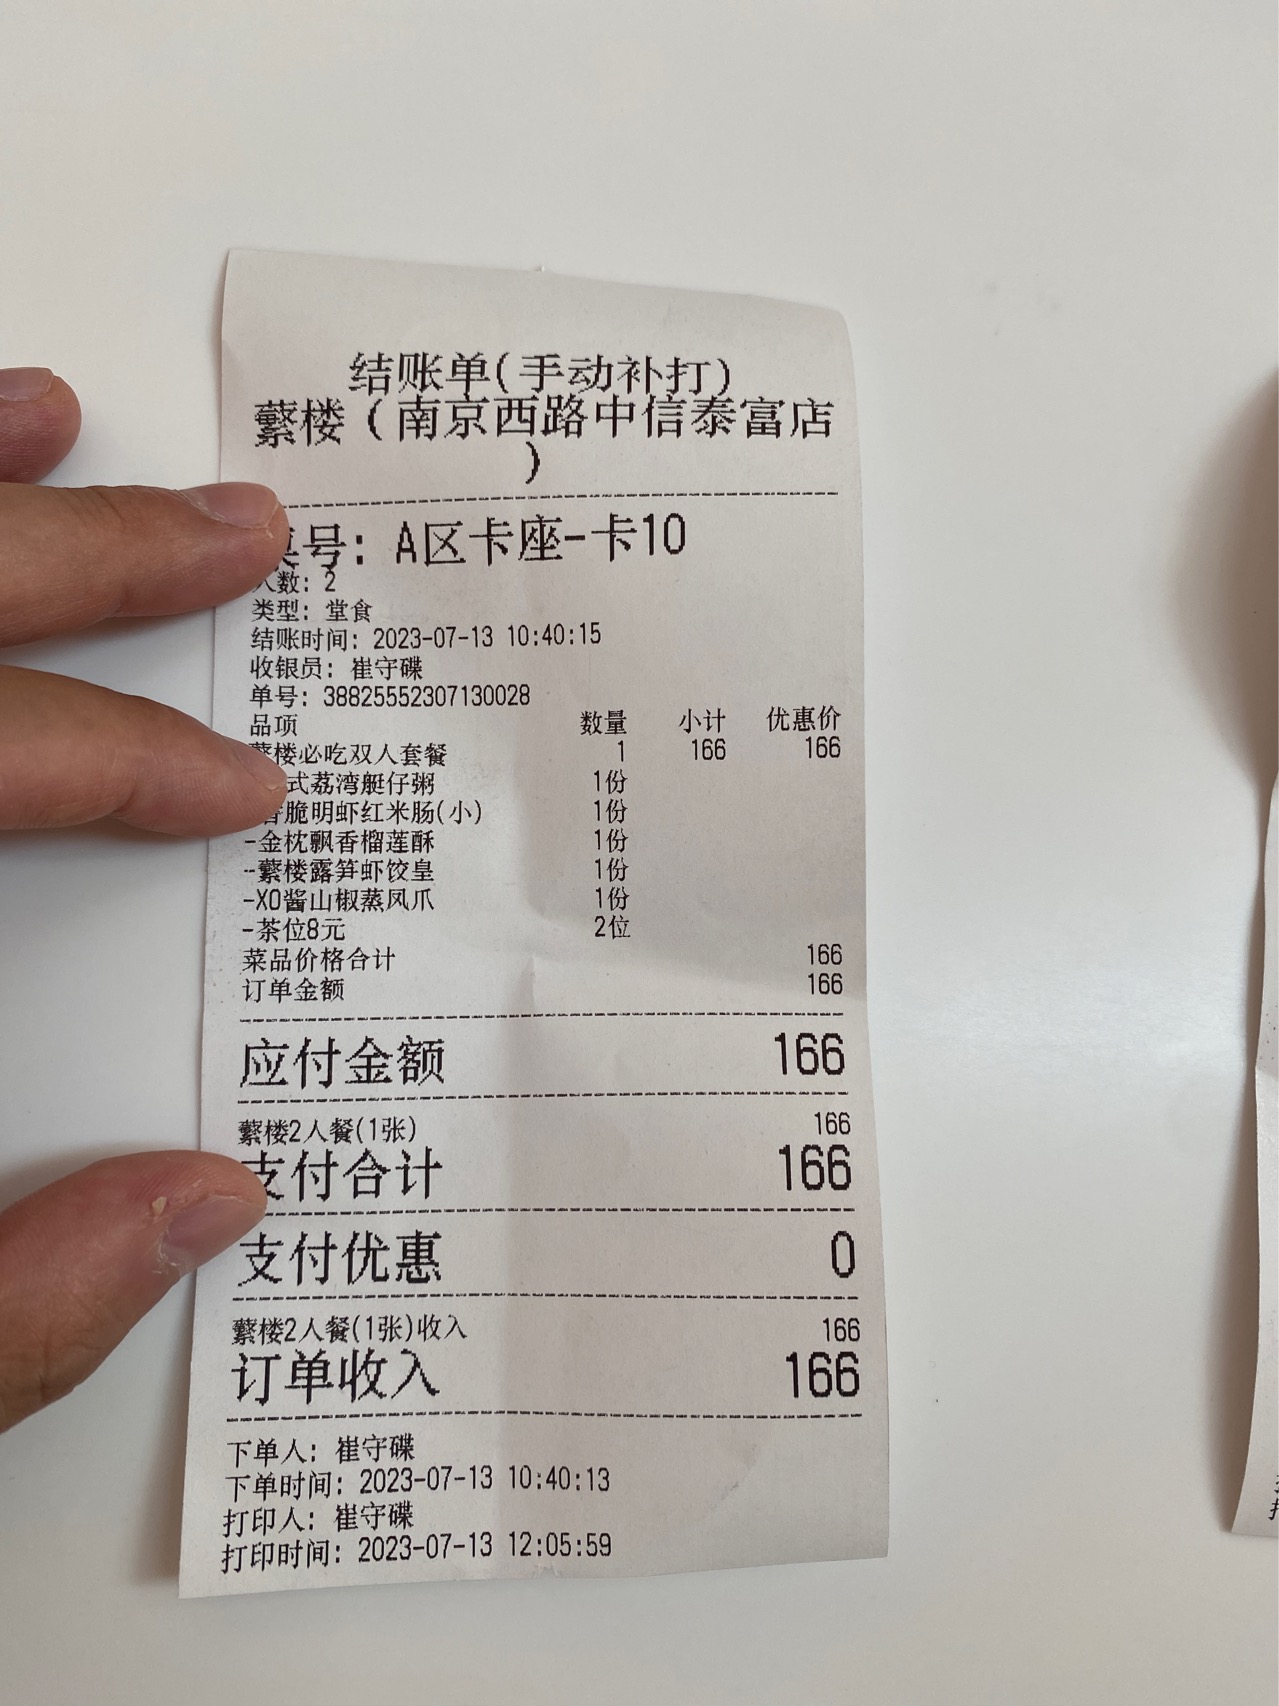 结账单(手动补打)
蘩楼(南京西路中信泰富店
)
号: A区卡座-卡10
人数: 2
类型: 堂食
结账时间: 2023-07-13 10:40:15
收银员: 崔守碟
单号: 38825552307130028
品项 数量 小计 优惠价
蘩楼必吃双人套餐 1 166 166
式荔湾艇仔粥 1份
香脆明虾红米肠(小) 1份
-金枕飘香榴莲酥 1份
-蘩楼露笋虾饺皇 1份
-XO酱山椒蒸凤爪 1份
-茶位8元 2位
菜品价格合计 166
订单金额 166
应付金额 166
蘩楼2人餐(1张) 166
支付合计 166
支付优惠 0
蘩楼2人餐(1张)收入 166
订单收入 166
下单人: 崔守碟
下单时间: 2023-07-13 10:40:13
打印人: 崔守碟
打印时间: 2023-07-13 12:05:59